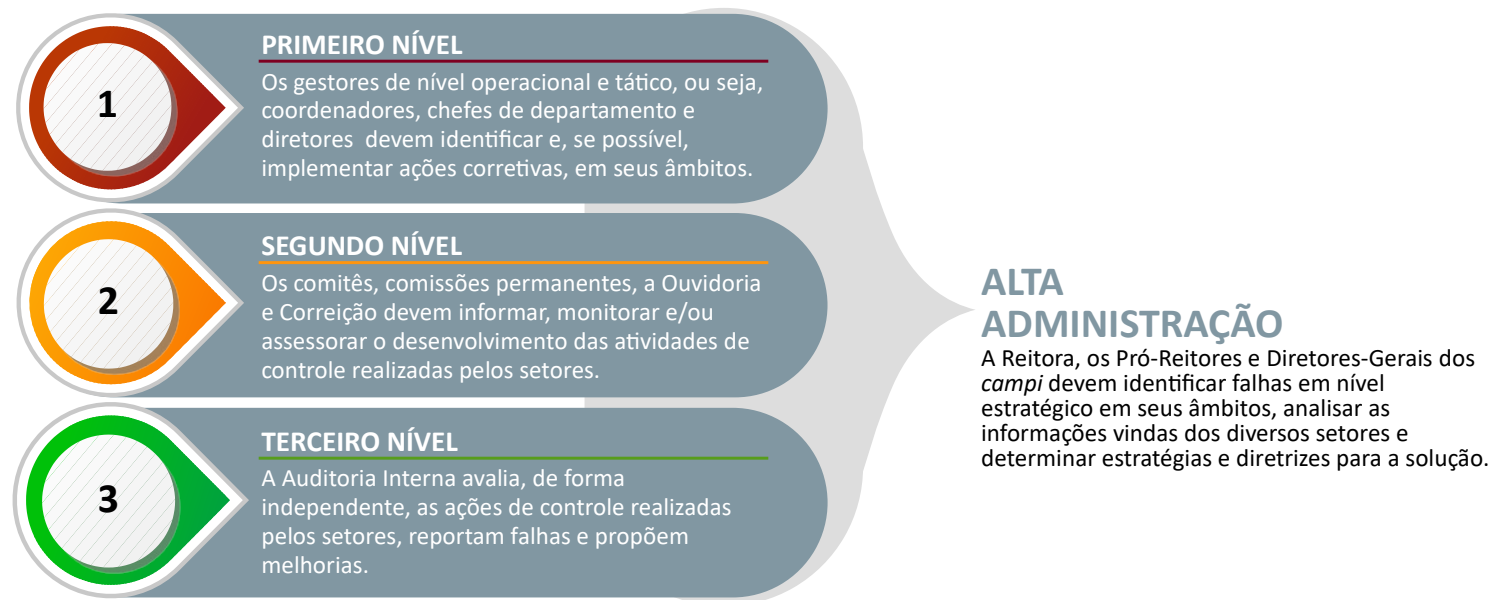 1
PRIMEIRO NÍVEL
Os gestores de nível operacional e tático, ou seja,
coordenadores, chefes de departamento e
diretores  devem identificar e, se possível,
implementar ações corretivas, em seus âmbitos.
2
SEGUNDO NÍVEL
Os comitês, comissões permanentes, a Ouvidoria
e Correição devem informar, monitorar e/ou
assessorar o desenvolvimento das atividades de
controle realizadas pelos setores.
3
TERCEIRO NÍVEL
A Auditoria Interna avalia, de forma
independente, as ações de controle realizadas
pelos setores, reportam falhas e propõem
melhorias.
ALTA
ADMINISTRAÇÃO
A Reitora, os Pró-Reitores e Diretores-Gerais dos
campi devem identificar falhas em nível
estratégico em seus âmbitos, analisar as
informações vindas dos diversos setores e
determinar estratégias e diretrizes para a solução.